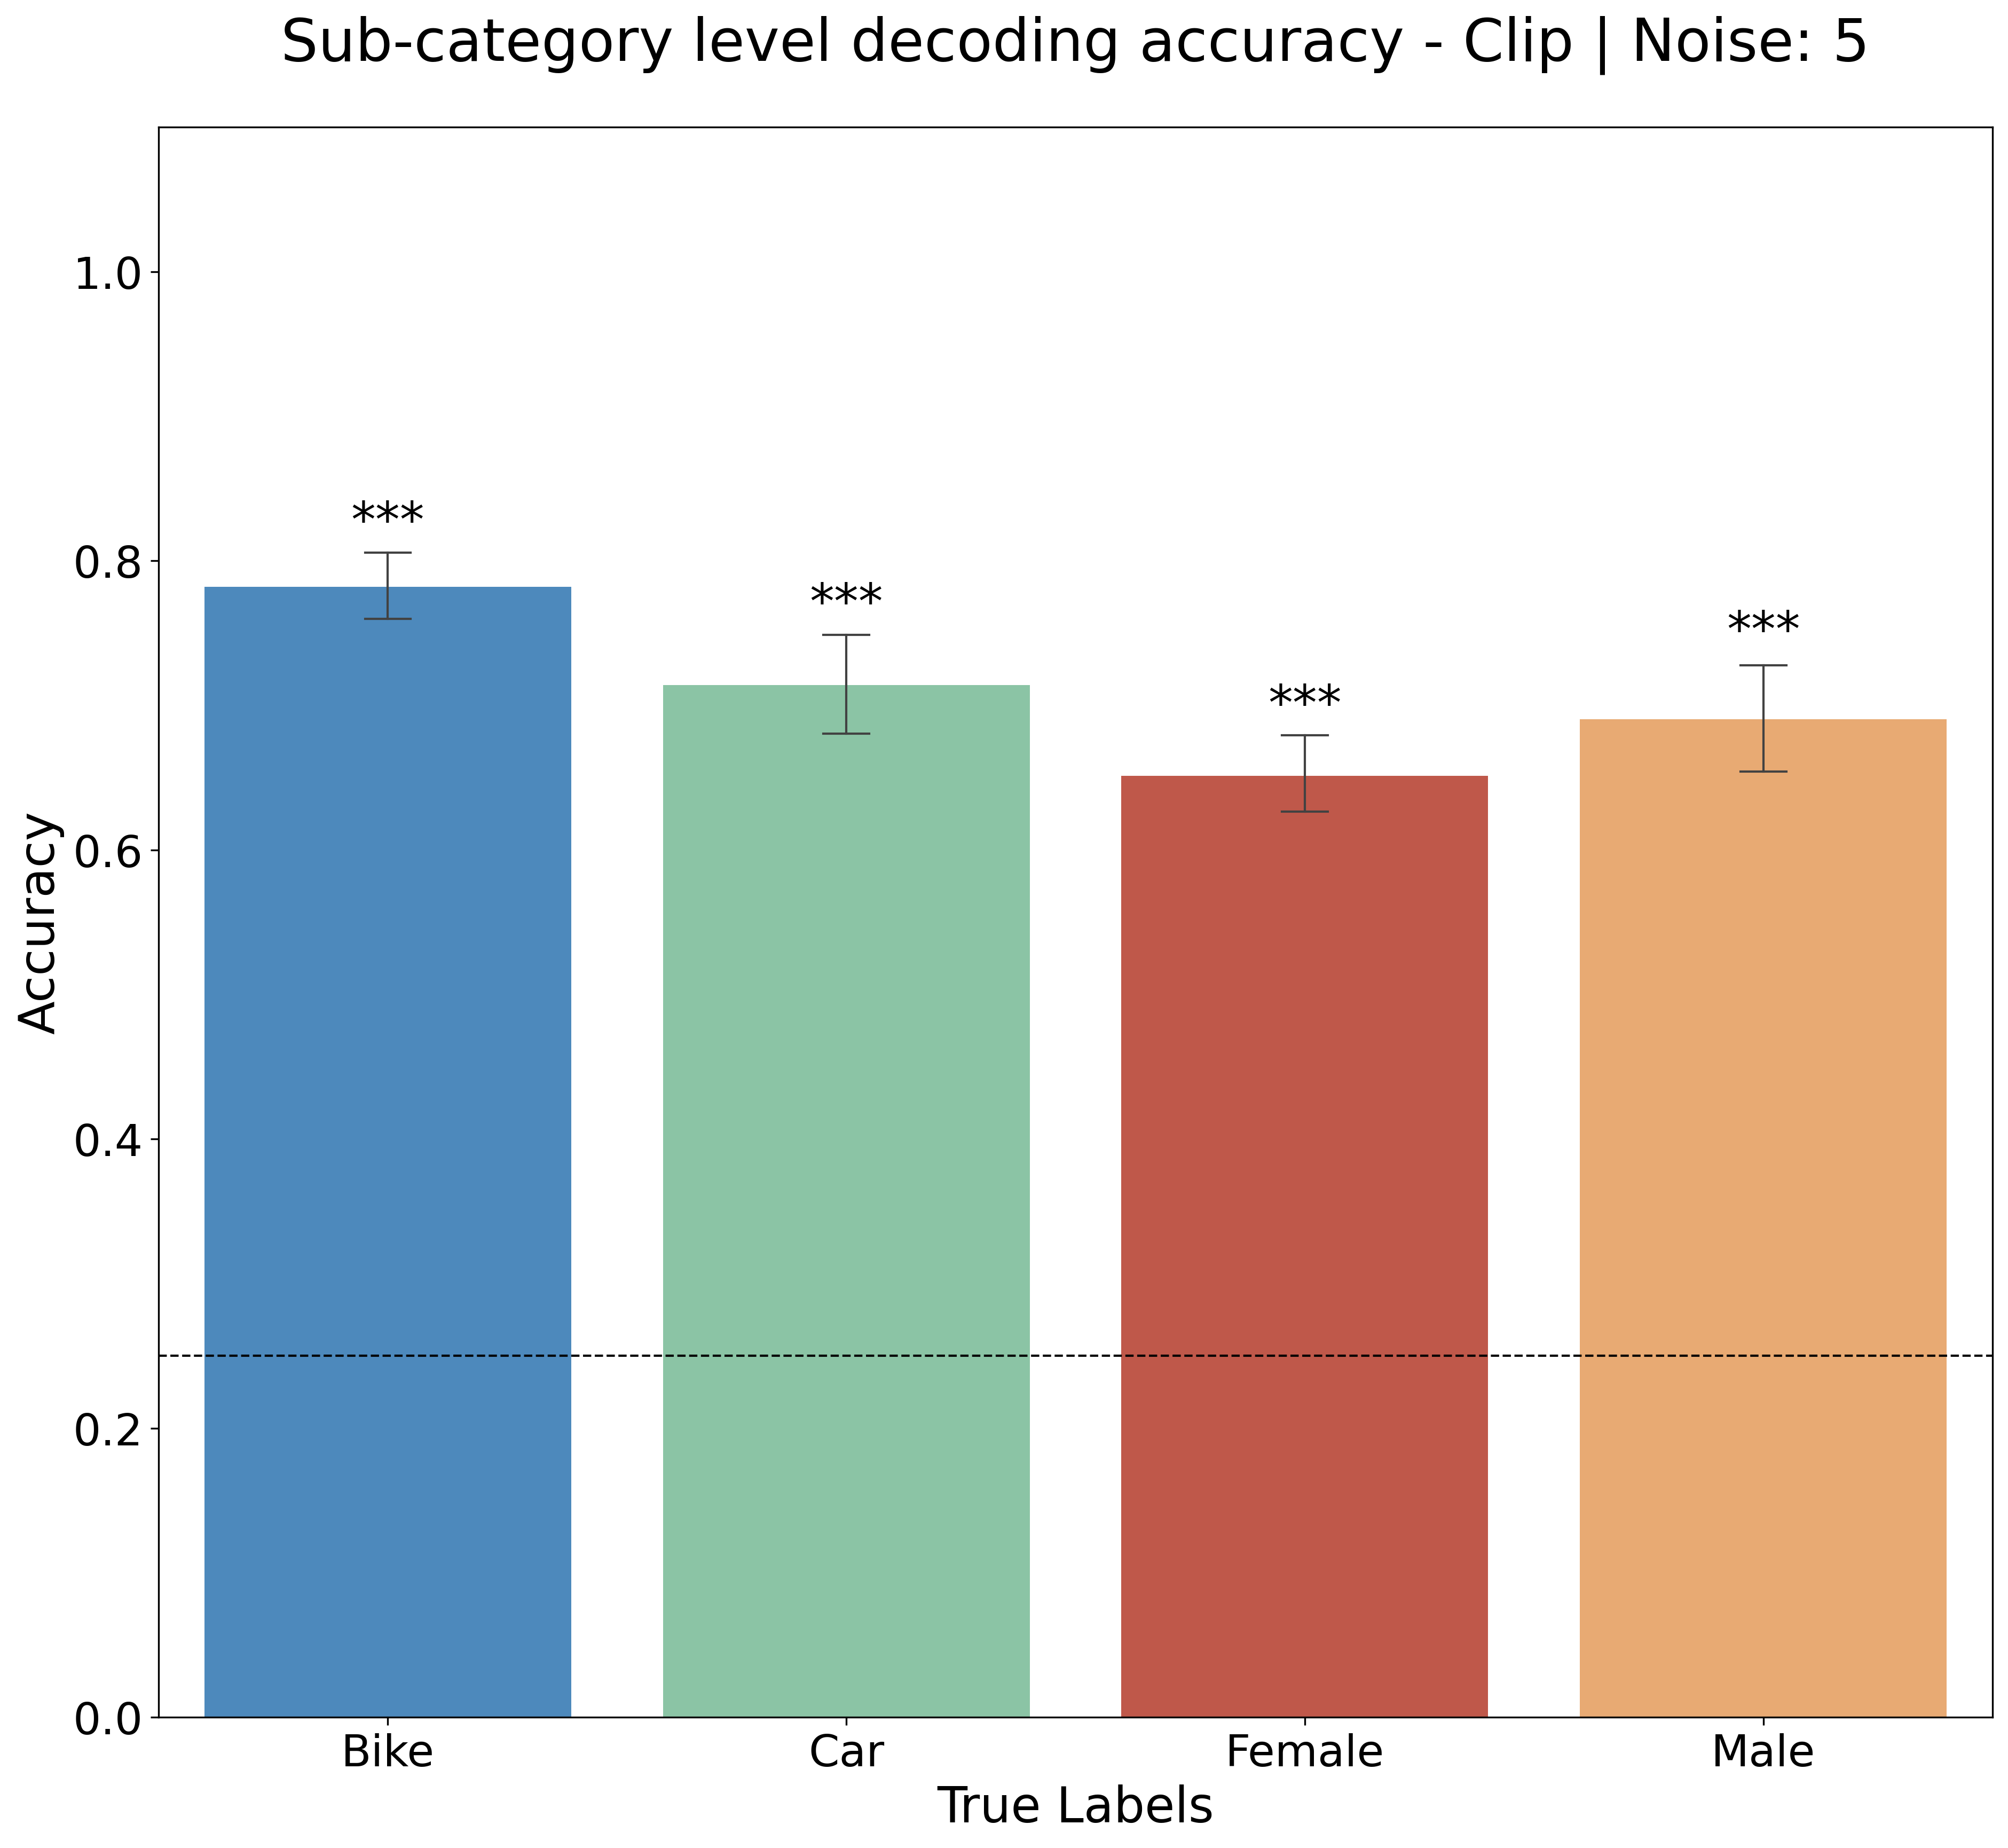 Sub-category level decoding accuracy - Clip | Noise: 5
1.0
0.8
0.6
0.4
0.2
0.0
Accuracy
***
***
***
***
Bike
Car
Female
Male
True Labels